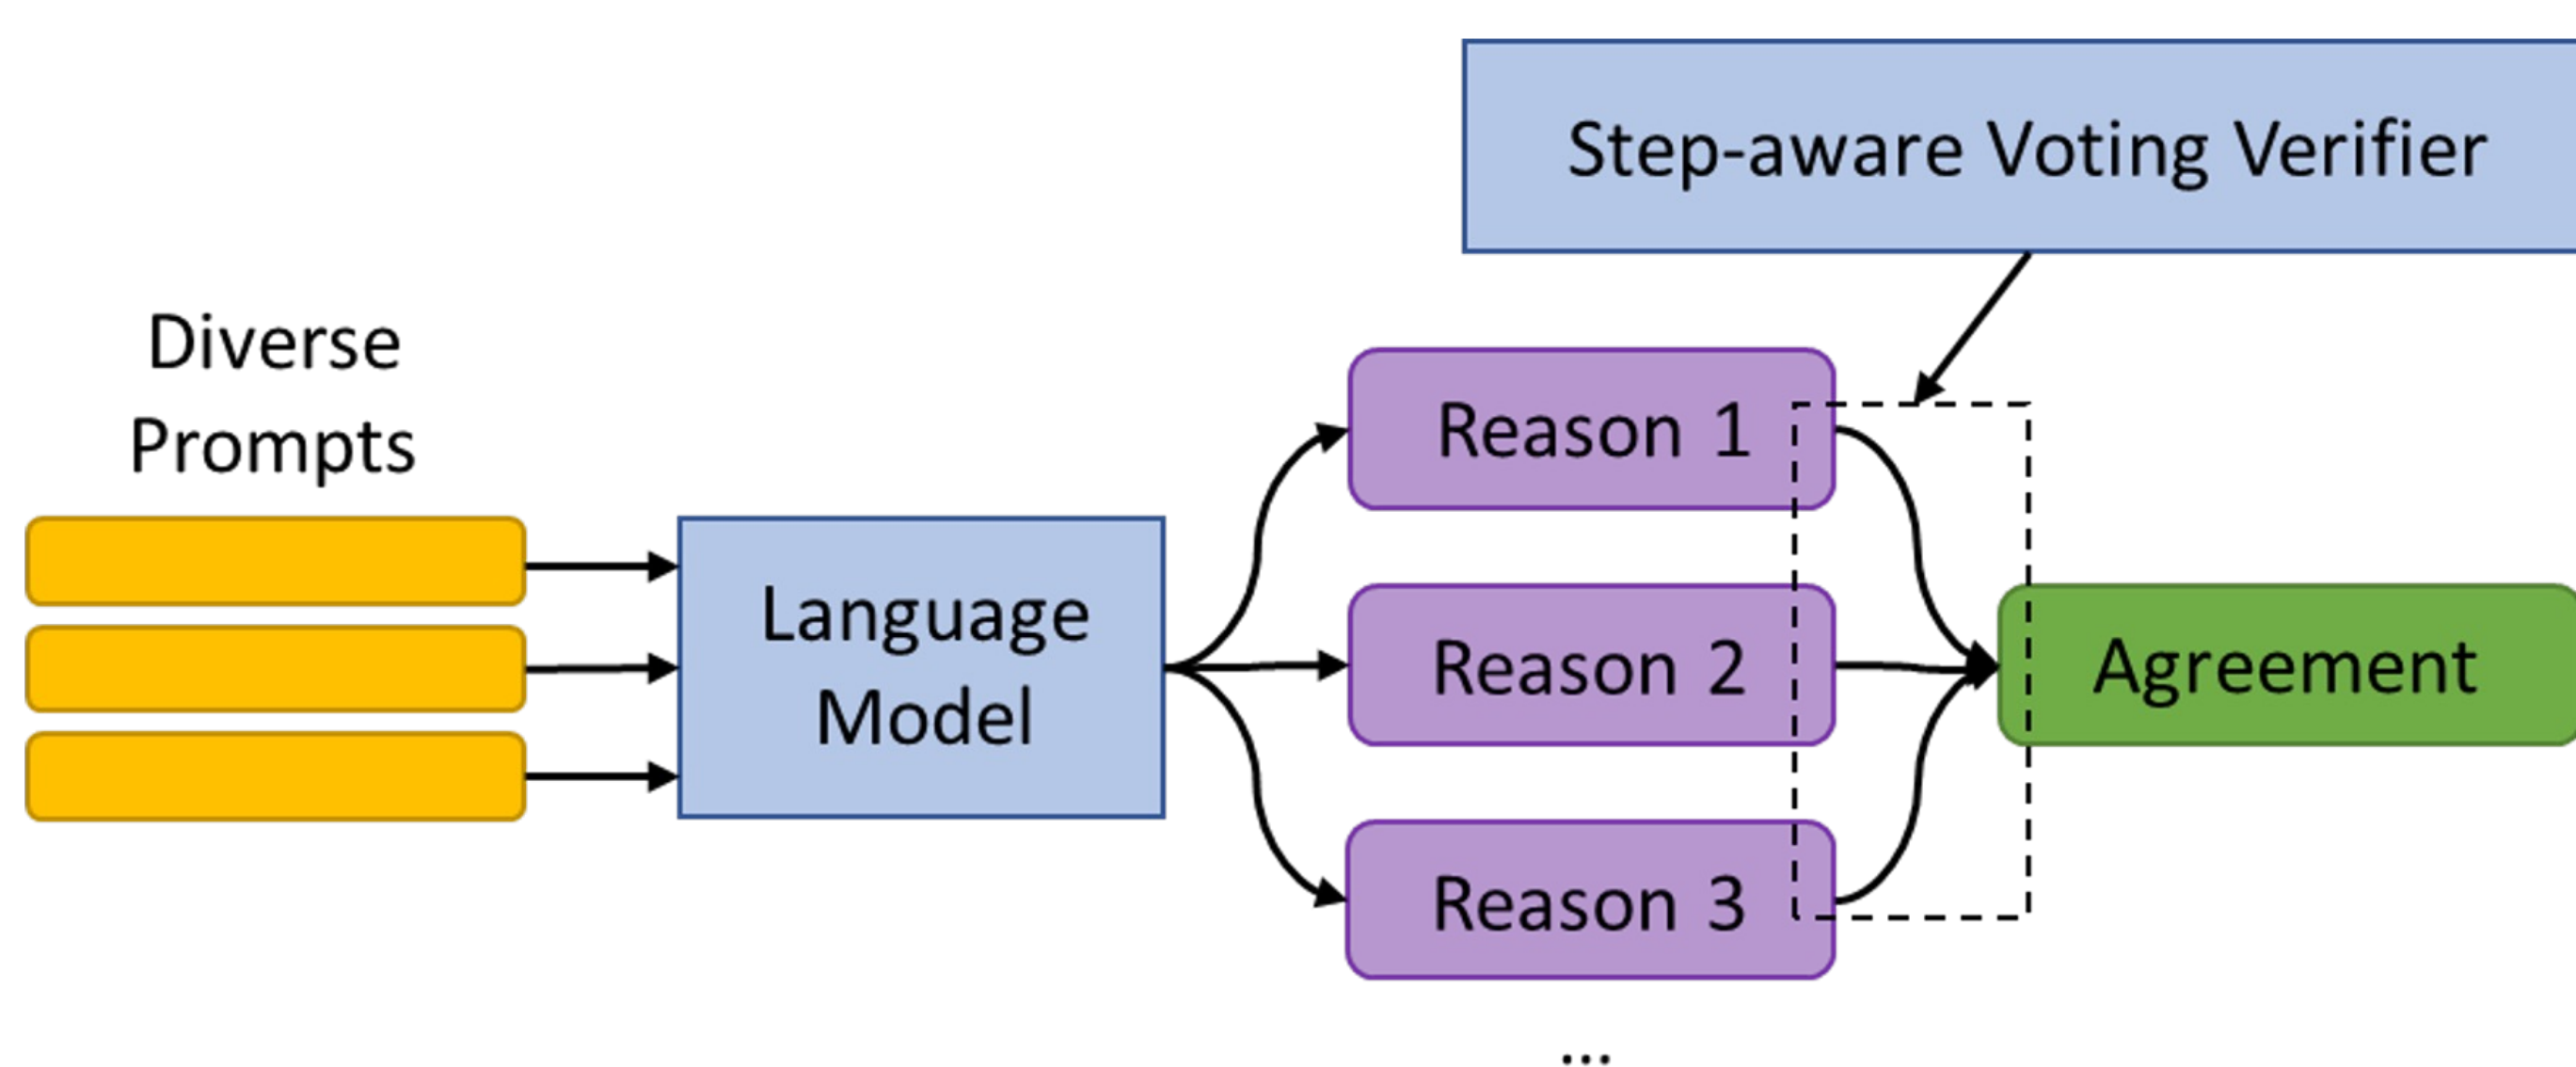 Step-aware Voting Verifier
Diverse
Prompts
Language
Model
Reason 1
Reason 2
Reason 3
Agreement
...